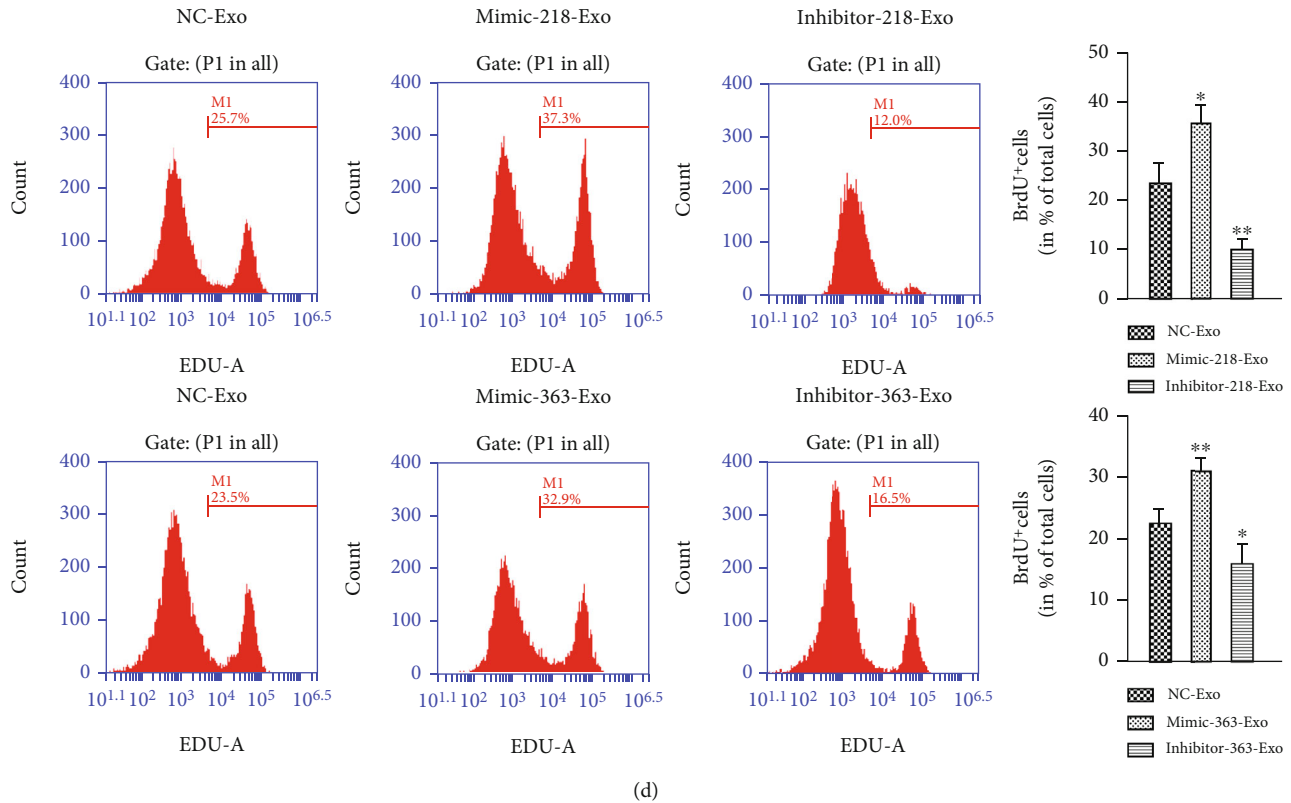 NC-Exo
Gate: (P1 in all)
M1
25.7%
400
300
200
100
0
Count
10^1.1 10^2 10^3 10^4 10^5 10^6.5
EDU-A
Mimic-218-Exo
Gate: (P1 in all)
M1
37.3%
400
300
200
100
0
Count
10^1.1 10^2 10^3 10^4 10^5 10^6.5
EDU-A
Inhibitor-218-Exo
Gate: (P1 in all)
M1
12.0%
400
300
200
100
0
Count
10^1.1 10^3 10^4 10^5 10^6.5
EDU-A
50
40
30
20
10
0
BrdU+cells
(in % of total cells)
*
**
NC-Exo
Mimic-218-Exo
Inhibitor-218-Exo
NC-Exo
Gate: (P1 in all)
M1
23.5%
400
300
200
100
0
Count
10^1.1 10^2 10^3 10^4 10^5 10^6.5
EDU-A
Mimic-363-Exo
Gate: (P1 in all)
M1
32.9%
400
300
200
100
0
Count
10^1.1 10^2 10^3 10^4 10^5 10^6.5
EDU-A
Inhibitor-363-Exo
Gate: (P1 in all)
M1
16.5%
400
300
200
100
0
Count
10^1.1 10^2 10^3 10^4 10^5 10^6.5
EDU-A
40
30
20
10
0
BrdU+cells
(in % of total cells)
**
*
NC-Exo
Mimic-363-Exo
Inhibitor-363-Exo
(d)